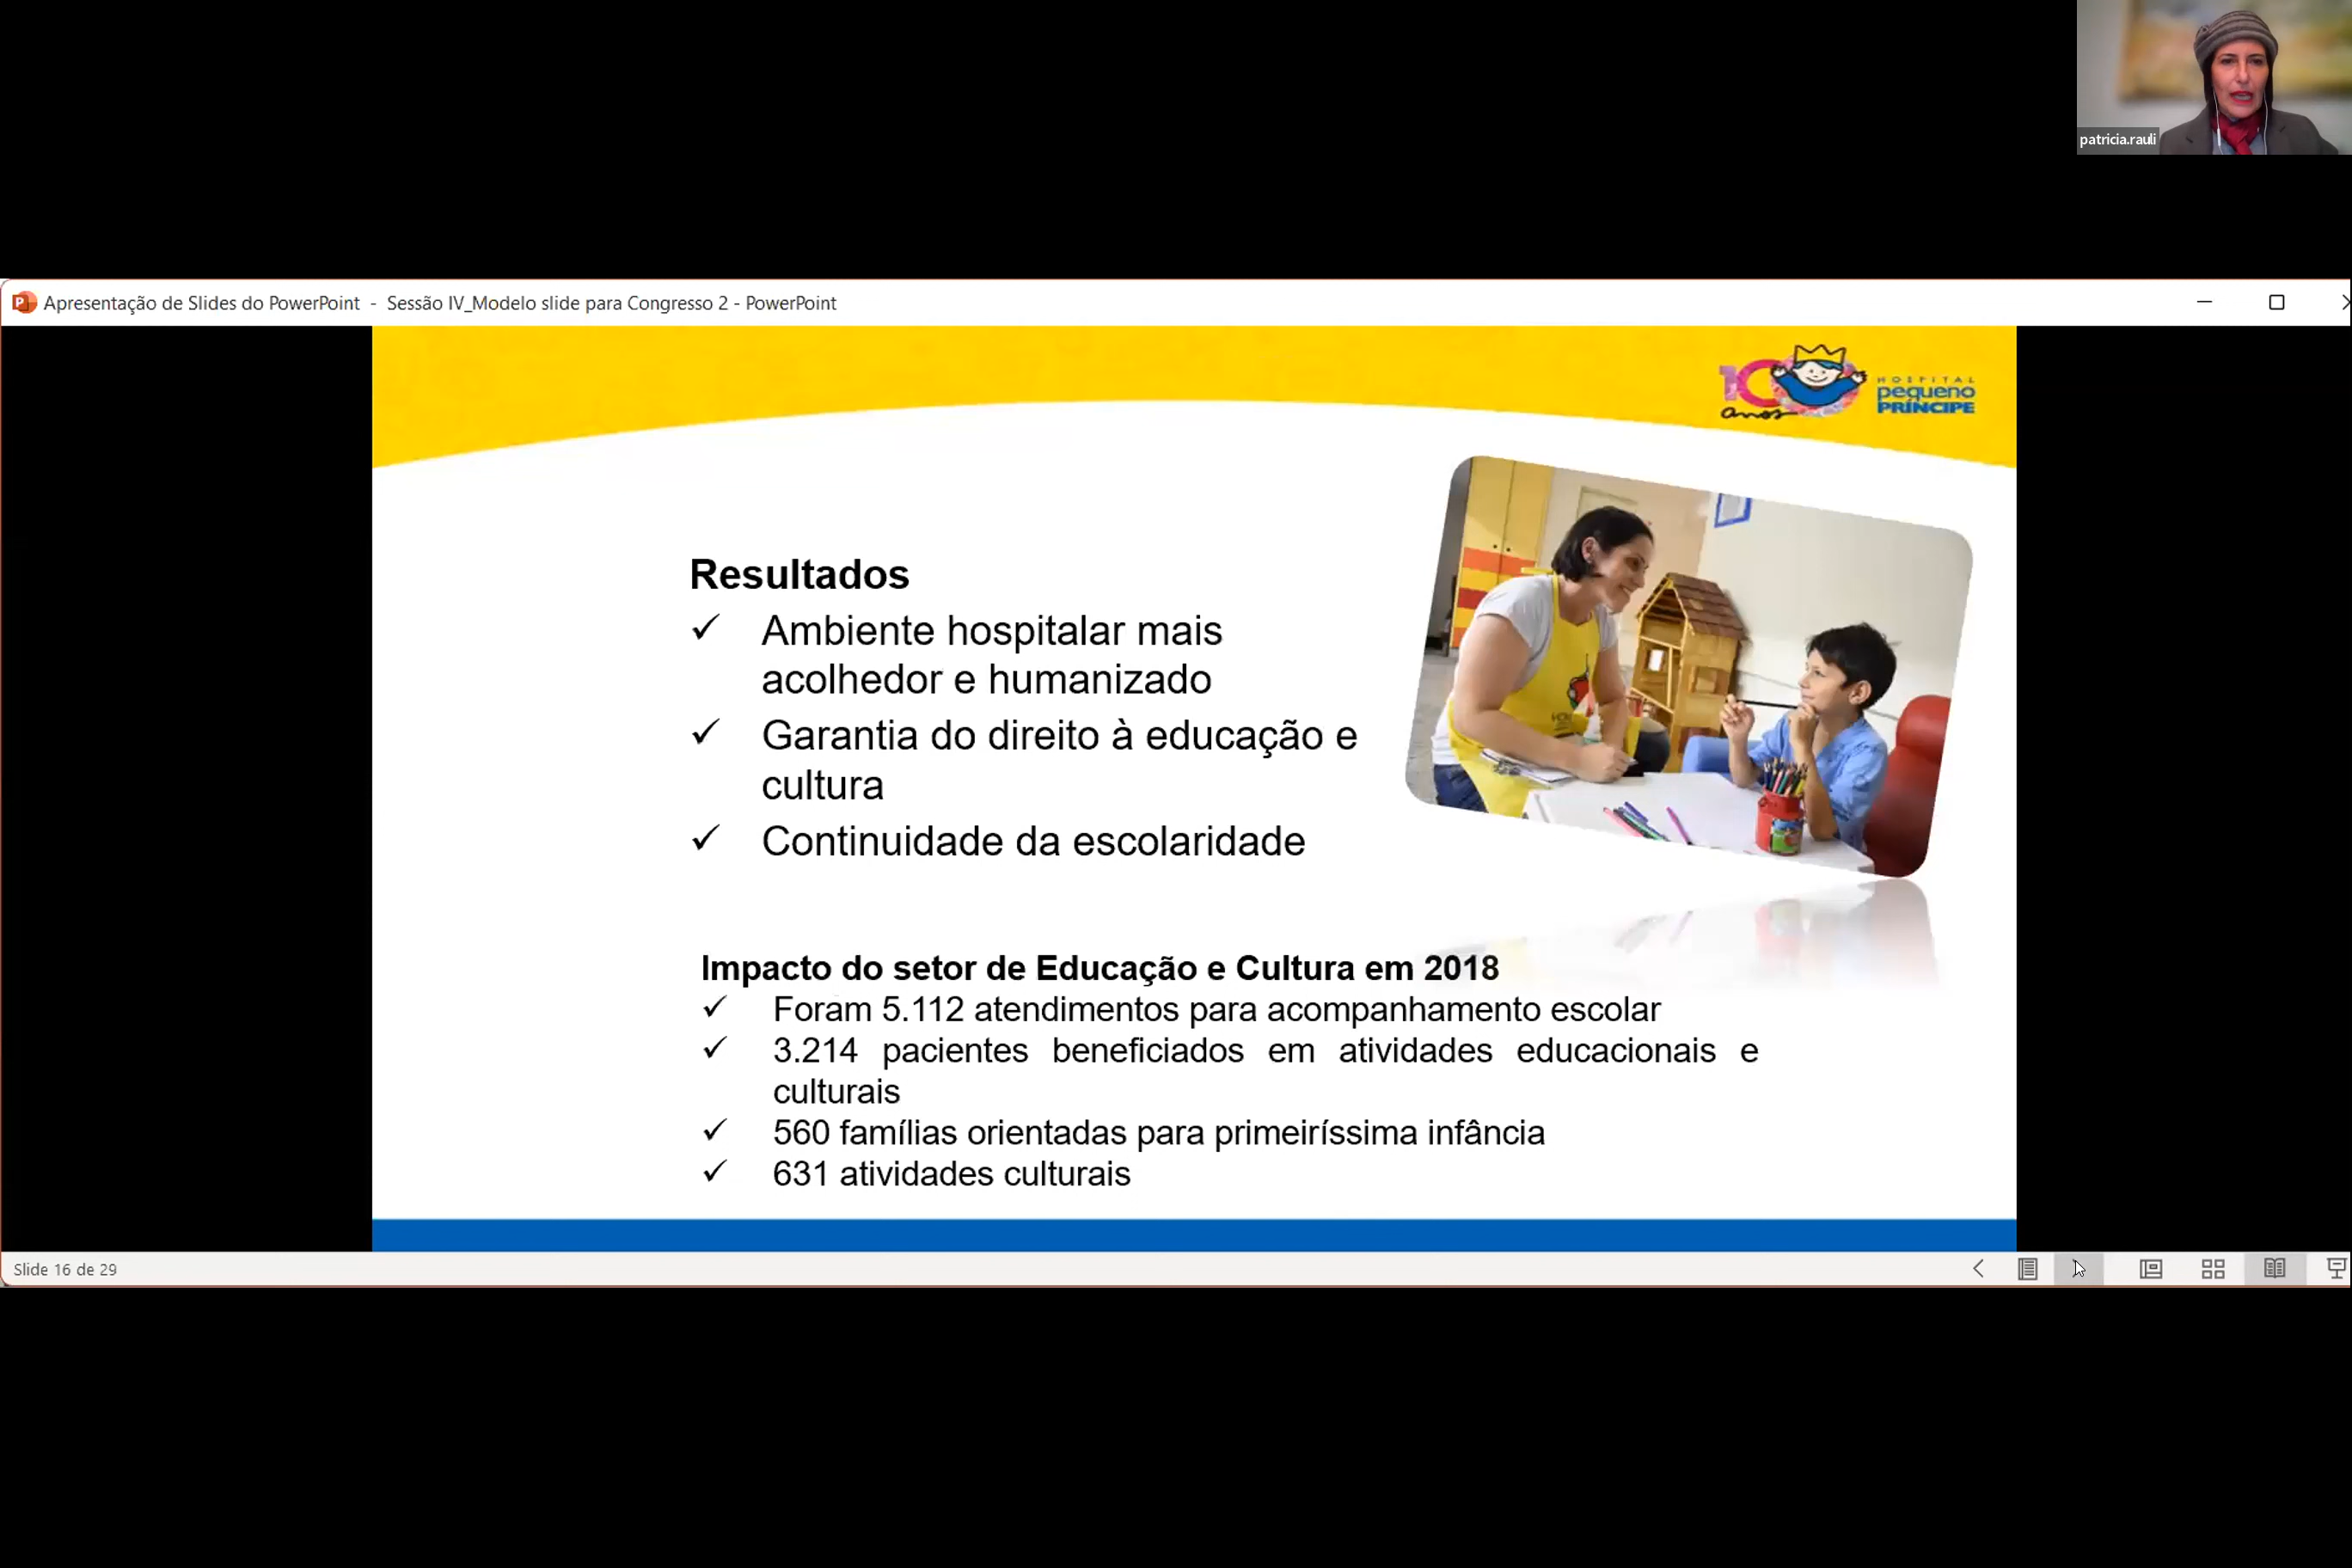 patricia.rauli
Apresentação de Slides do PowerPoint - Sessão IV_Modelo slide para Congresso 2 - PowerPoint
100
anos
HOSPITAL
pequeno
PRÍNCIPE
Resultados
✓ Ambiente hospitalar mais
acolhedor e humanizado
✓ Garantia do direito à educação e
cultura
✓ Continuidade da escolaridade
Impacto do setor de Educação e Cultura em 2018
✓ Foram 5.112 atendimentos para acompanhamento escolar
✓ 3.214 pacientes beneficiados em atividades educacionais e
culturais
✓ 560 famílias orientadas para primeiríssima infância
✓ 631 atividades culturais
Slide 16 de 29